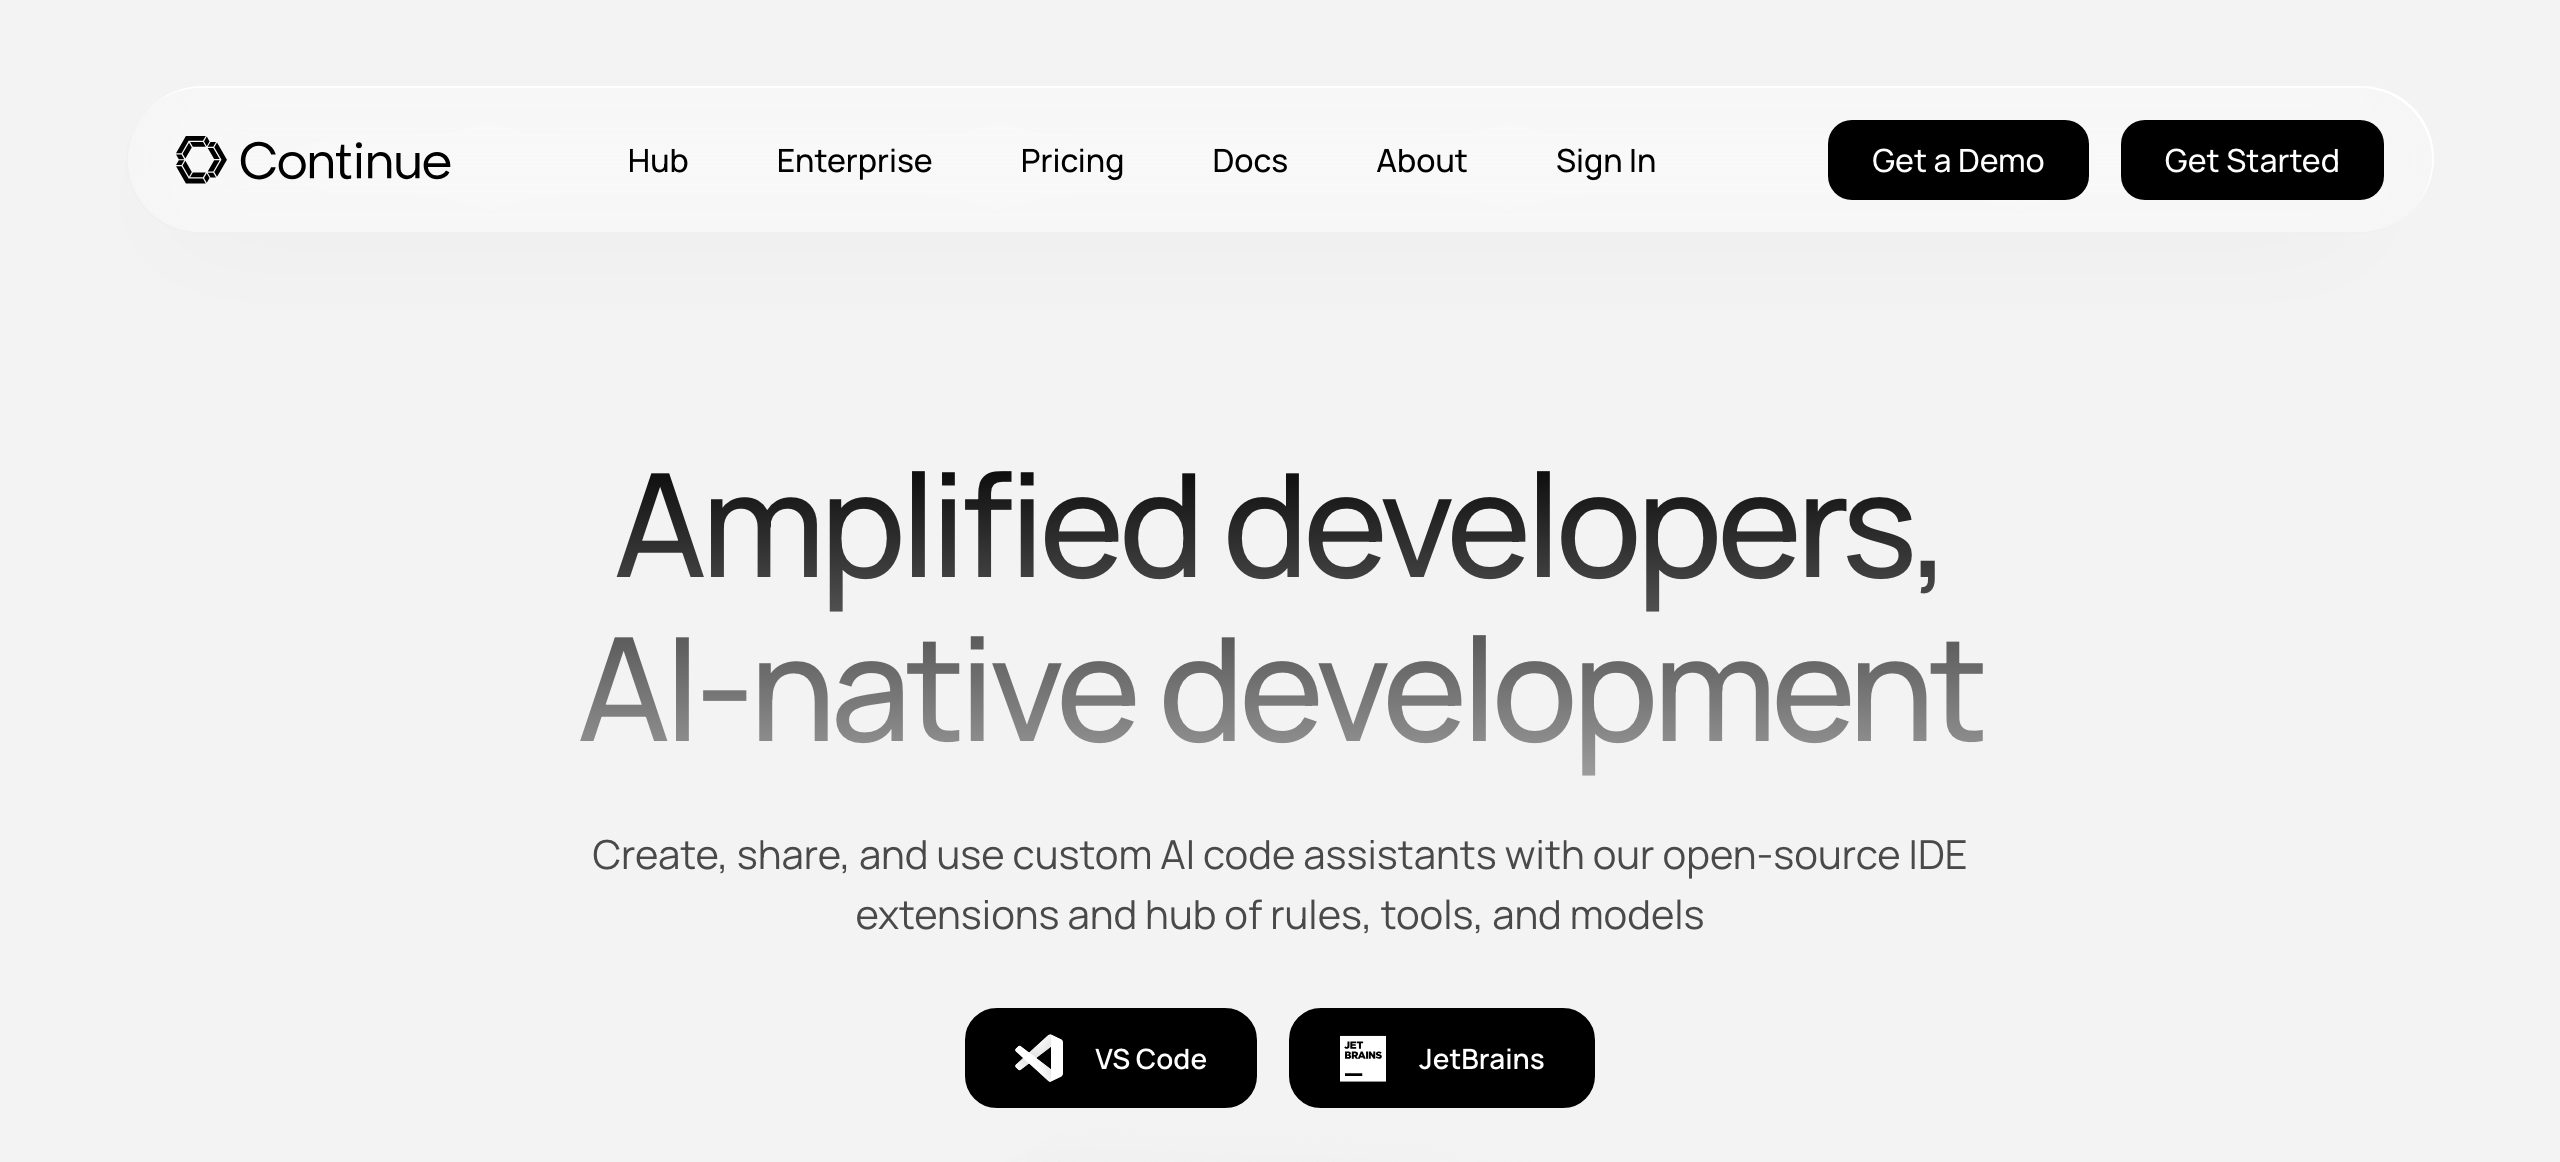 Continue
Hub
Enterprise
Pricing
Docs
About
Sign In
Get a Demo
Get Started
Amplified developers,
AI-native development
Create, share, and use custom AI code assistants with our open-source IDE
extensions and hub of rules, tools, and models
VS Code
JET
BRAINS
JetBrains